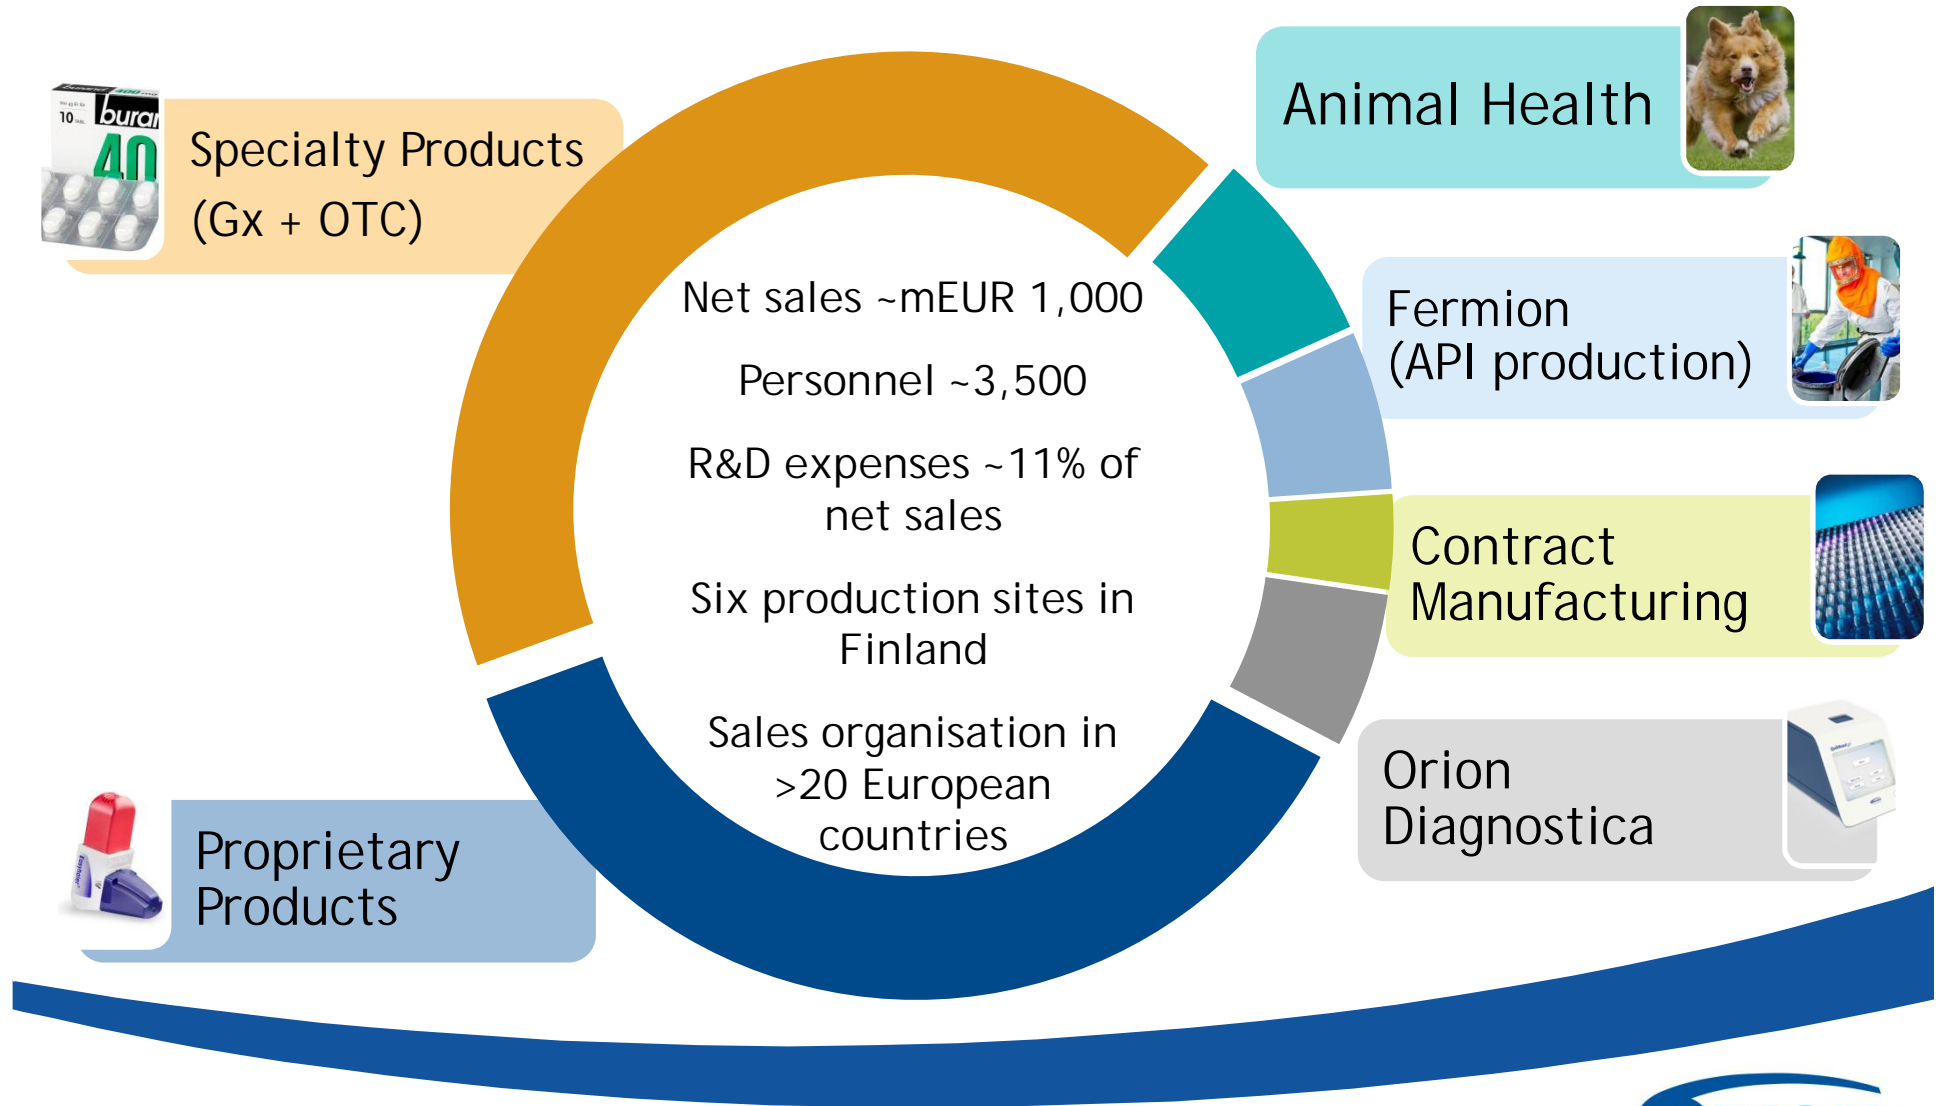 Specialty Products
(Gx + OTC)
Animal Health
Fermion
(API production)
Contract
Manufacturing
Orion
Diagnostica
Proprietary
Products
Net sales ~mEUR 1,000
Personnel ~3,500
R&D expenses ~11% of
net sales
Six production sites in
Finland
Sales organisation in
>20 European
countries
10
burana
40
Easyhaler